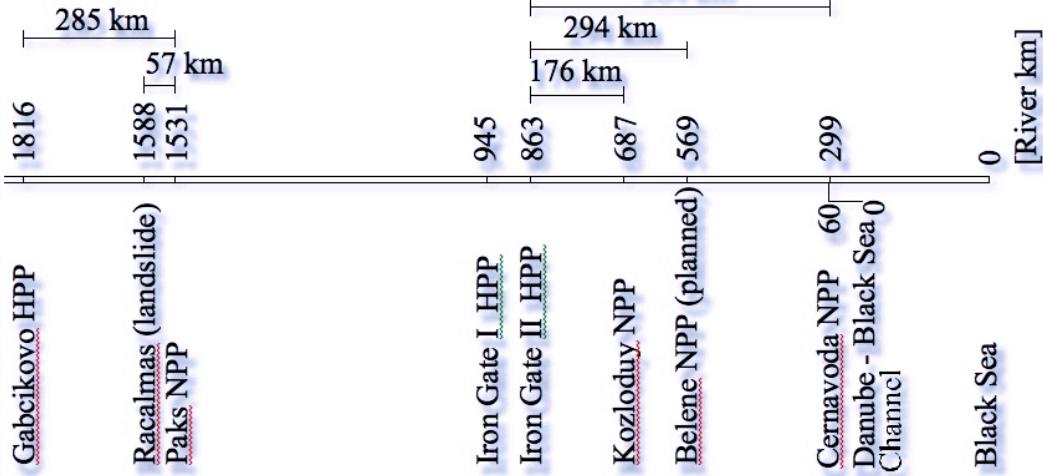 285 km
294 km
57 km
176 km
1816
1588
1531
945
863
687
569
299
0
[River km]
60
0
Gabcikovo HPP
Racalmas (landslide)
Paks NPP
Iron Gate I HPP
Iron Gate II HPP
Kozloduy NPP
Belene NPP (planned)
Cernavoda NPP
Danube - Black Sea
Channel
Black Sea